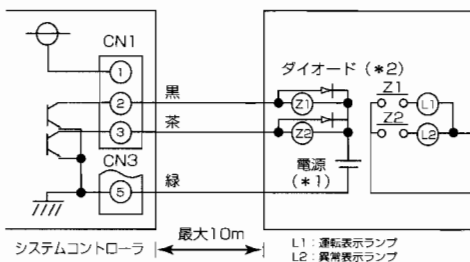 CN1
ダイオード（*2）
①
黒
Z1
Z1
L1
②
茶
Z2
Z2
L2
③
CN3
電源
（*1）
緑
⑤
最大10m
システムコントローラ
L1：運転表示ランプ
L2：異常表示ランプ